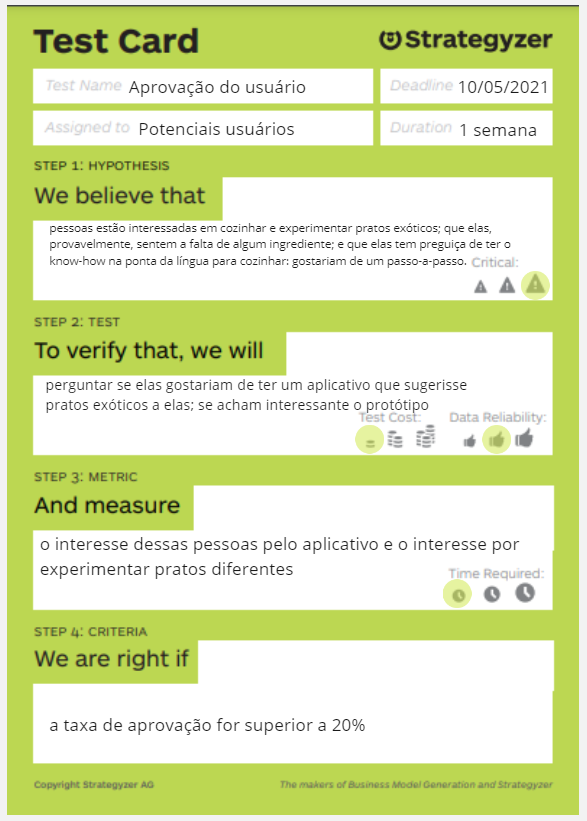 Test Card
Strategyzer
Test Name Aprovação do usuário
Deadline 10/05/2021
Assigned to Potenciais usuários
Duration 1 semana
STEP 1: HYPOTHESIS
We believe that
pessoas estão interessadas em cozinhar e experimentar pratos exóticos; que elas,
provavelmente, sentem a falta de algum ingrediente; e que elas tem preguiça de ter o
know-how na ponta da língua para cozinhar: gostariam de um passo-a-passo.
Critical:
STEP 2: TEST
To verify that, we will
perguntar se elas gostariam de ter um aplicativo que sugerisse
pratos exóticos a elas; se acham interessante o protótipo
Test Cost:
Data Reliability:
STEP 3: METRIC
And measure
o interesse dessas pessoas pelo aplicativo e o interesse por
experimentar pratos diferentes
Time Required:
STEP 4: CRITERIA
We are right if
a taxa de aprovação for superior a 20%
Copyright Strategyzer AG
The makers of Business Model Generation and Strategyzer